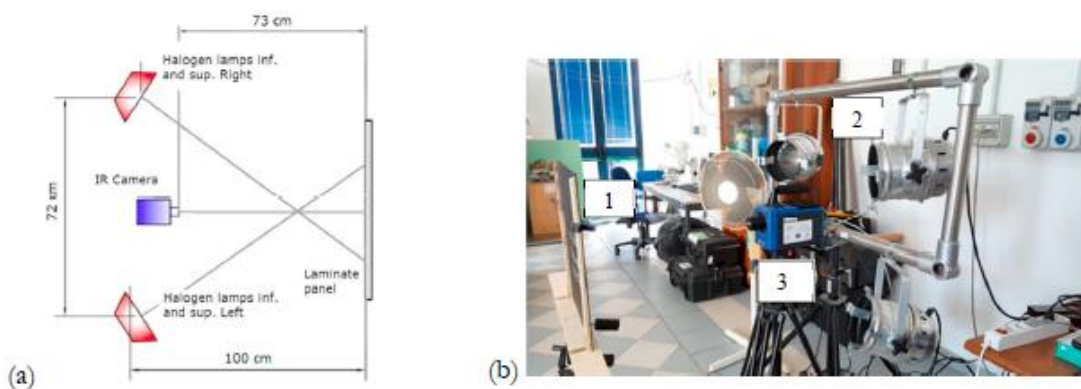 73 cm
Halogen lamps inf.
and sup. Right
IR Camera
72 cm
Laminate
panel
Halogen lamps inf.
and sup. Left
100 cm
(a)
1
2
3
(b)